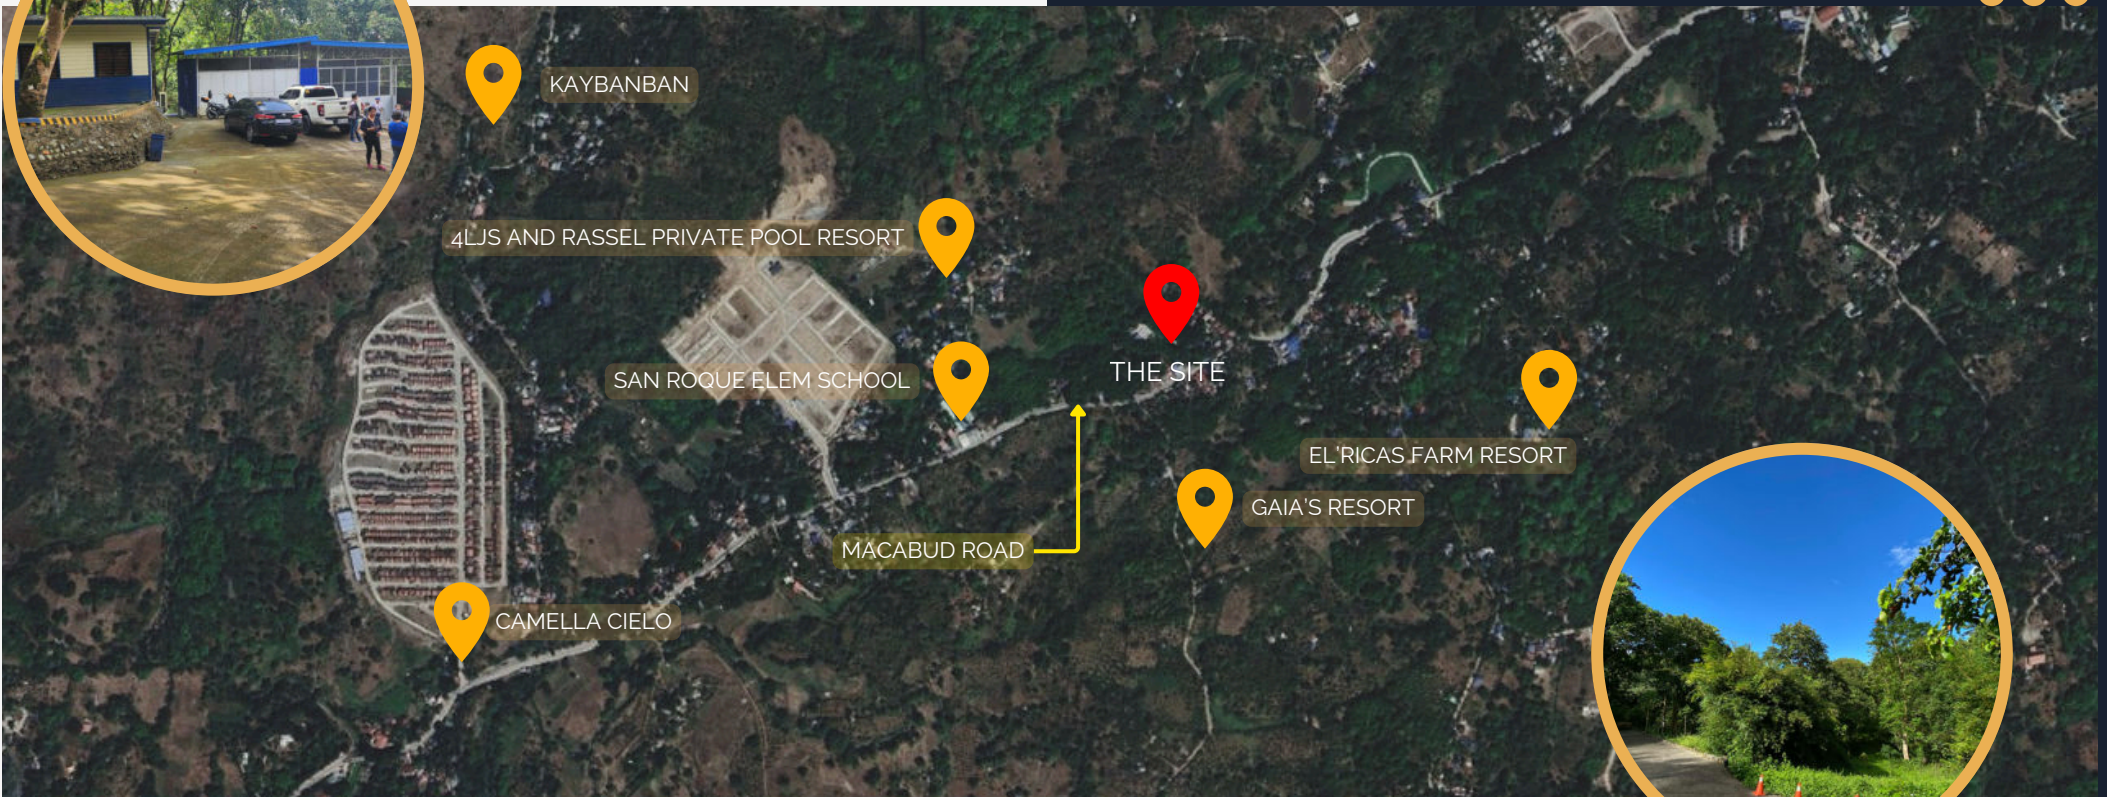 KAYBANBAN
4LJS AND RASSEL PRIVATE POOL RESORT
THE SITE
SAN ROQUE ELEM SCHOOL
EL'RICAS FARM RESORT
GAIA'S RESORT
MACABUD ROAD
CAMELLA CIELO